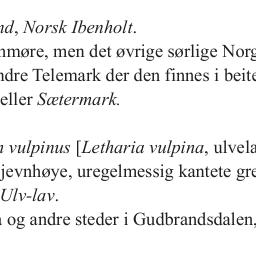 nd, Norsk Ibenholt.
nmøre, men det øvrige sørlige Norg
ndre Telemark der den finnes i beite
eller Sætermark.
n vulpinus [Letharia vulpina, ulvela
jevnhøye, uregelmessig kantete gre
Ulv-lav.
a og andre steder i Gudbrandsdalen,